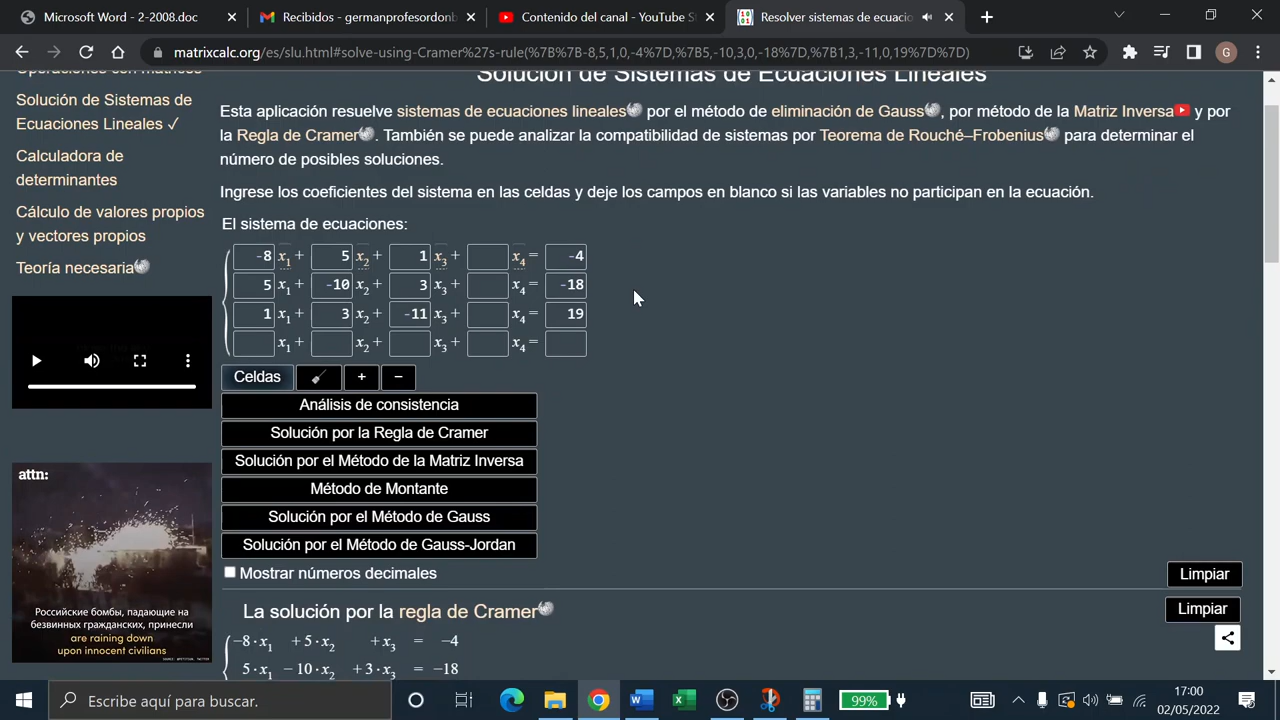 Microsoft Word - 2-2008.doc
Recibidos - germanprofesordonb
Contenido del canal - YouTube S
Resolver sistemas de ecuacio
matrixcalc.org/es/slu.html#solve-using-Cramer%27s-rule(%7B%7B-8,5,1,0,-4%7D,%7B5,-10,3,0,-18%7D,%7B1,3,-11,0,19%7D%7D)
G
Operaciones con matrices
Solución de Sistemas de
Ecuaciones Lineales ✓
Calculadora de
determinantes
Cálculo de valores propios
y vectores propios
Teoría necesaria
attn:
Российские бомбы, падающие на
безвинных гражданских, принесли
are raining down
upon innocent civilians
Solución de Sistemas de Ecuaciones Lineales
Esta aplicación resuelve sistemas de ecuaciones lineales por el método de eliminación de Gauss, por método de la Matriz Inversa y por
la Regla de Cramer. También se puede analizar la compatibilidad de sistemas por Teorema de Rouché–Frobenius para determinar el
número de posibles soluciones.
Ingrese los coeficientes del sistema en las celdas y deje los campos en blanco si las variables no participan en la ecuación.
El sistema de ecuaciones:
-8 x1 + 5 x2 + 1 x3 + x4 = -4
5 x1 + -10 x2 + 3 x3 + x4 = -18
1 x1 + 3 x2 + -11 x3 + x4 = 19
x1 + x2 + x3 + x4 =
Celdas + −
Análisis de consistencia
Solución por la Regla de Cramer
Solución por el Método de la Matriz Inversa
Método de Montante
Solución por el Método de Gauss
Solución por el Método de Gauss-Jordan
Mostrar números decimales
Limpiar
La solución por la regla de Cramer
Limpiar
−8·x1 +5·x2 +x3 = −4
5·x1 −10·x2 +3·x3 = −18
Escribe aquí para buscar.
99%
17:00
02/05/2022